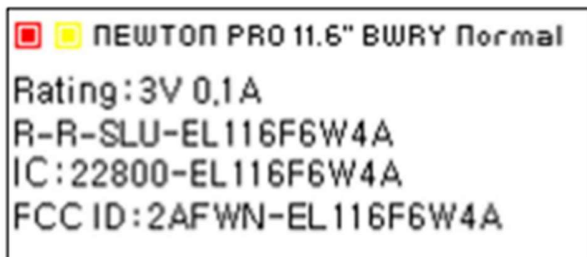 NEWTON PRO 11.6" BWRY Normal
Rating:3V 0,1A
R-R-SLU-EL116F6W4A
IC:22800-EL116F6W4A
FCC ID:2AFWN-EL116F6W4A